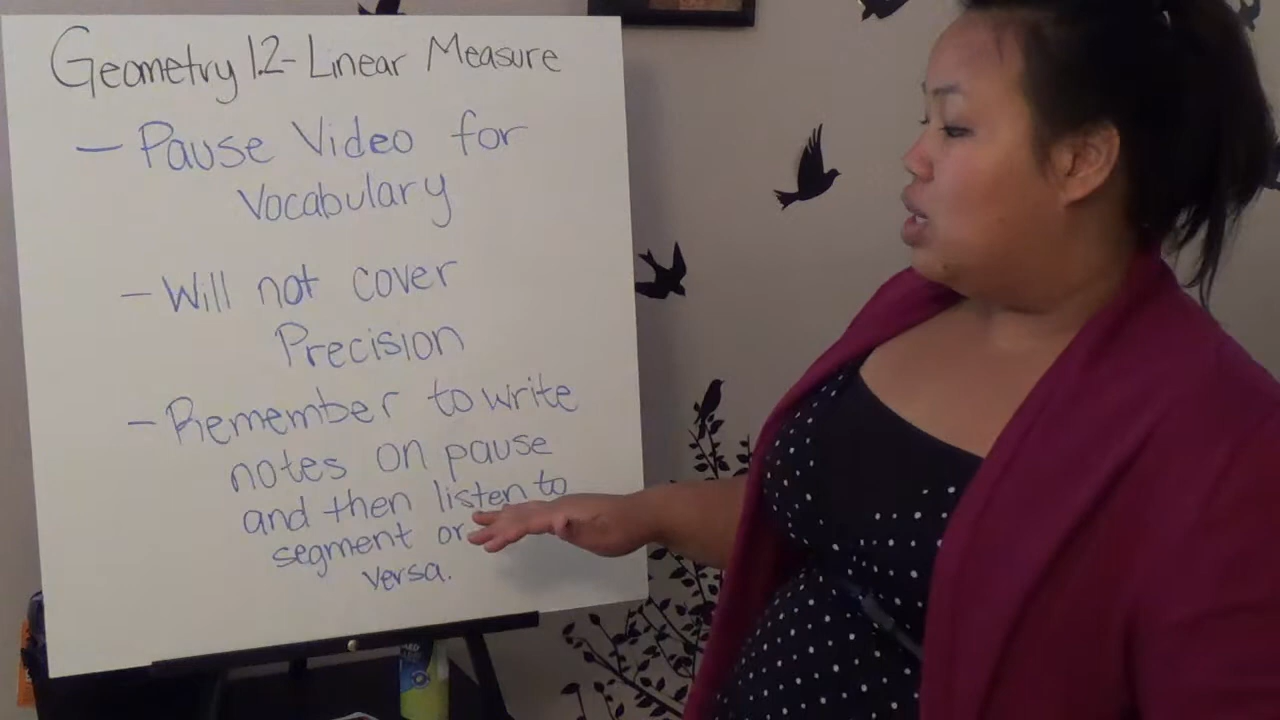 Geometry 1.2- Linear Measure
- Pause Video for
Vocabulary
- Will not cover
Precision
- Remember to write
notes on pause
and then listen to
segment or
versa.